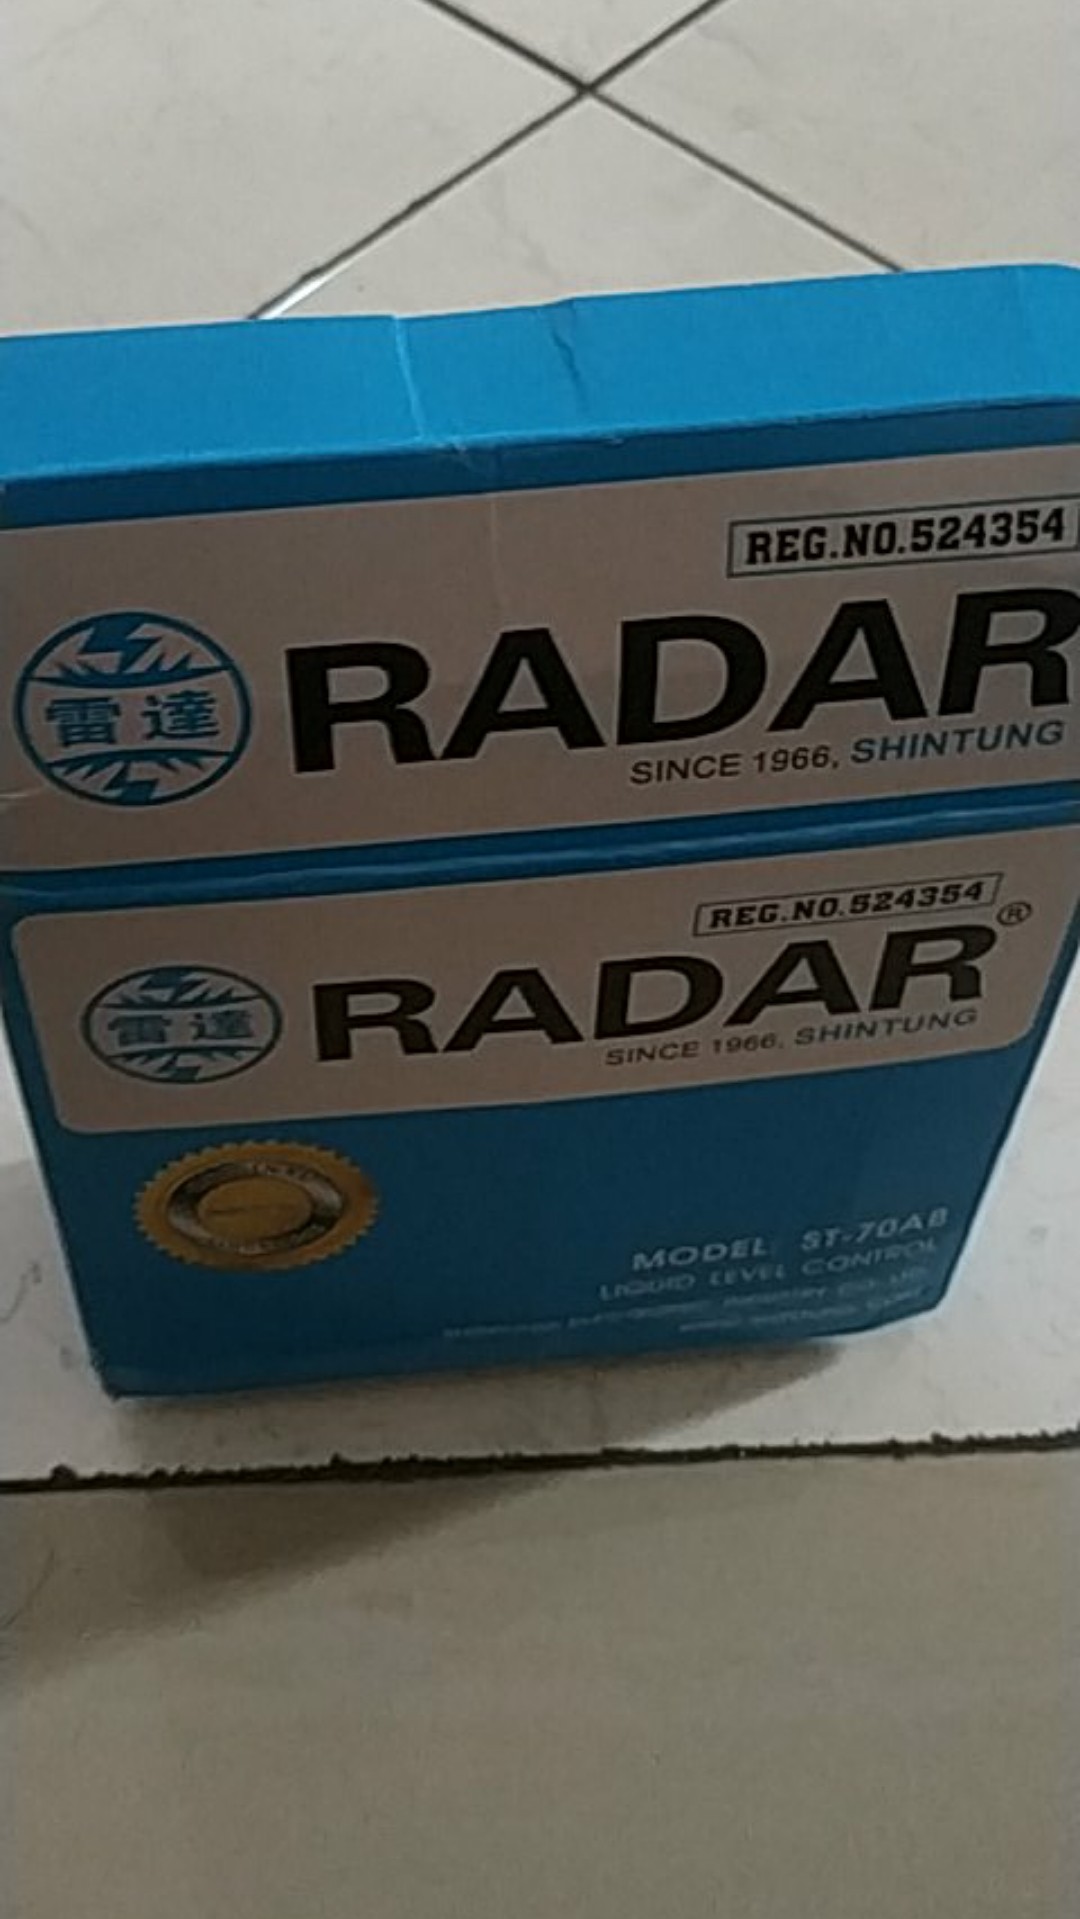 REG.NO.524354
雷達
RADAR
SINCE 1966, SHINTUNG
REG.NO.524354
雷達
RADAR®
SINCE 1966, SHINTUNG
MODEL: ST-70AB
LIQUID LEVEL CONTROL